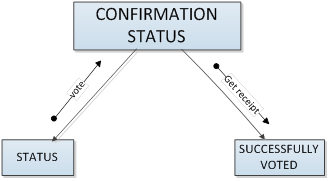 CONFIRMATION
STATUS
vote
Get receipt
STATUS
SUCCESSFULLY
VOTED